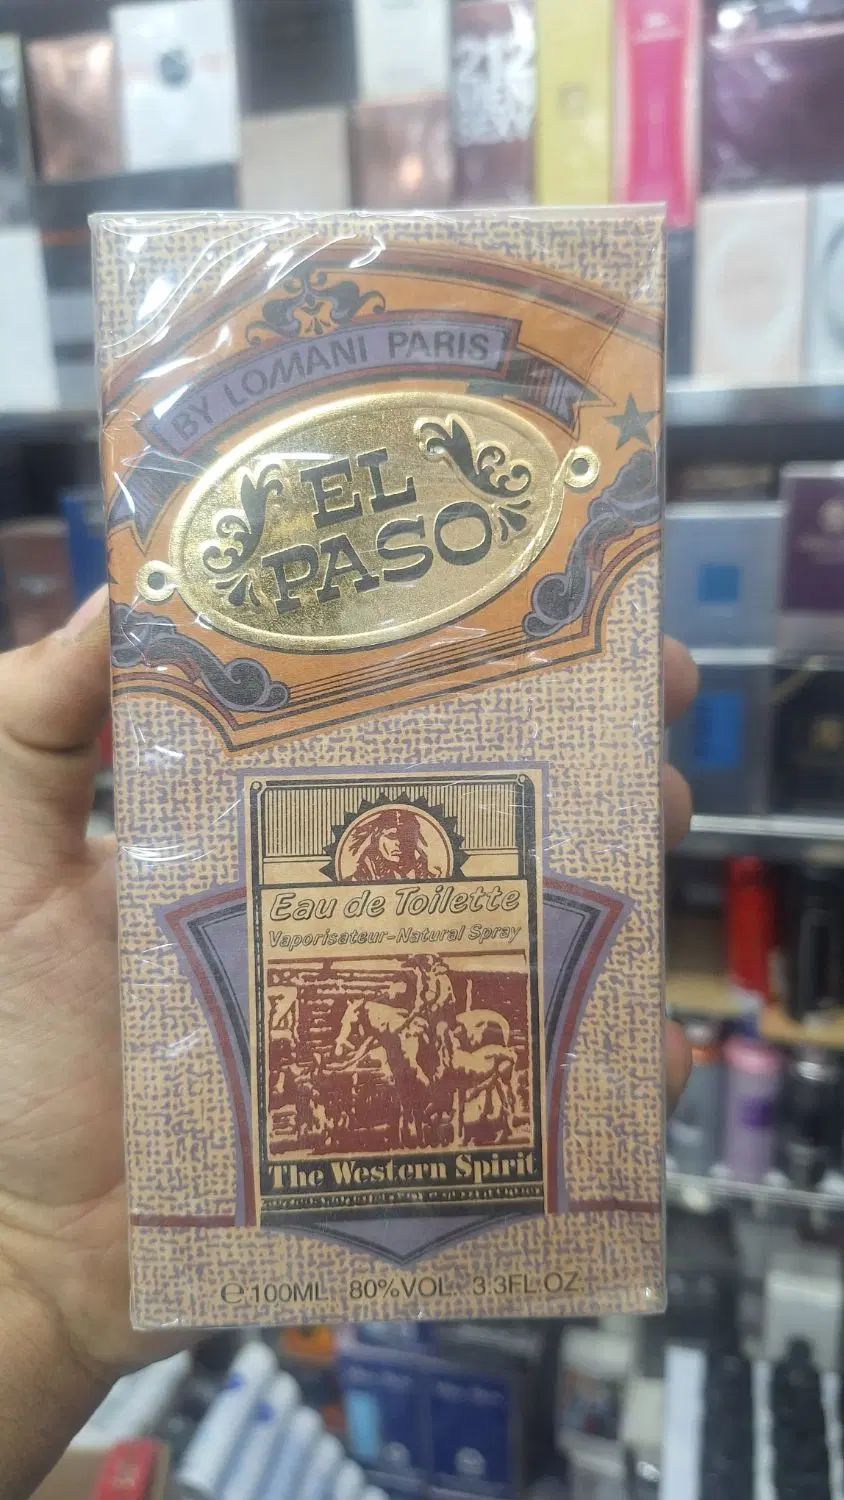 212
BY LOMANI PARIS
EL
PASO
Eau de Toilette
Vaporisateur-Natural Spray
The Western Spirit
e 100ML. 80%VOL. 3.3FL.OZ.